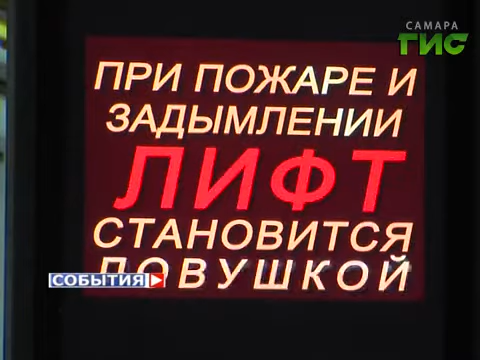 САМАРА
ГИС
ПРИ ПОЖАРЕ И
ЗАДЫМЛЕНИИ
ЛИФТ
СТАНОВИТСЯ
ЛОВУШКОЙ
СОБЫТИЯ